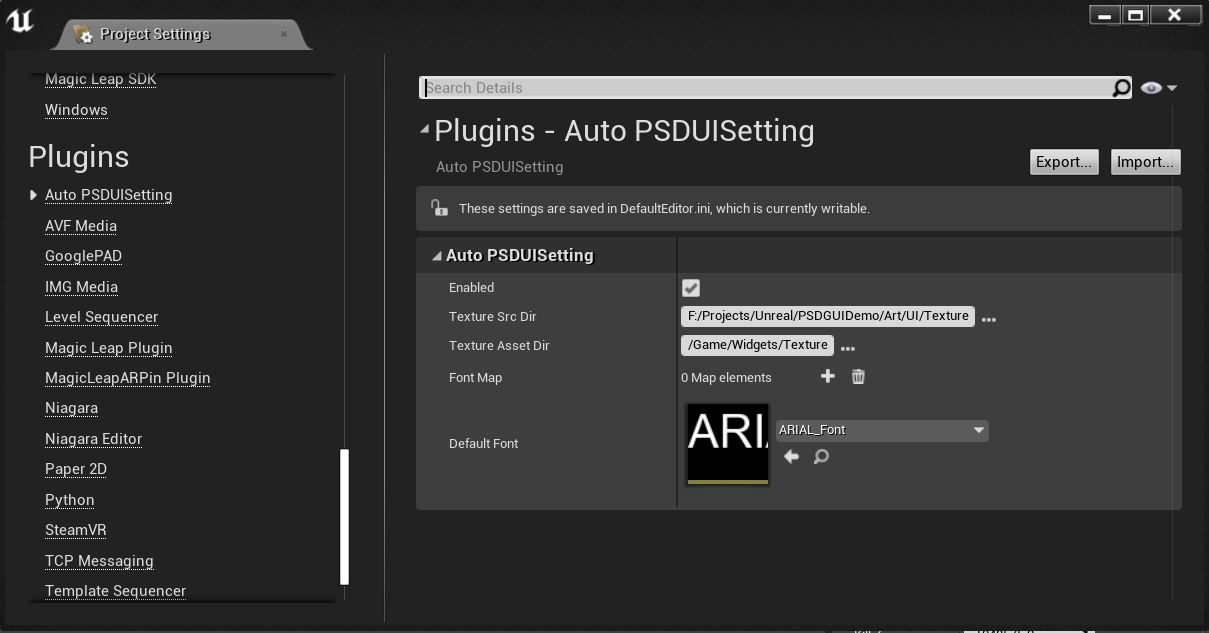 Project Settings
Magic Leap SDK
Windows
Plugins
Auto PSDUISetting
AVF Media
GooglePAD
IMG Media
Level Sequencer
Magic Leap Plugin
MagicLeapARPin Plugin
Niagara
Niagara Editor
Paper 2D
Python
SteamVR
TCP Messaging
Template Sequencer
Search Details
Plugins - Auto PSDUISetting
Auto PSDUISetting
Export...
Import...
These settings are saved in DefaultEditor.ini, which is currently writable.
Auto PSDUISetting
Enabled
Texture Src Dir
F:/Projects/Unreal/PSDGUIDemo/Art/UI/Texture
Texture Asset Dir
/Game/Widgets/Texture
Font Map
0 Map elements
Default Font
ARI
ARIAL_Font